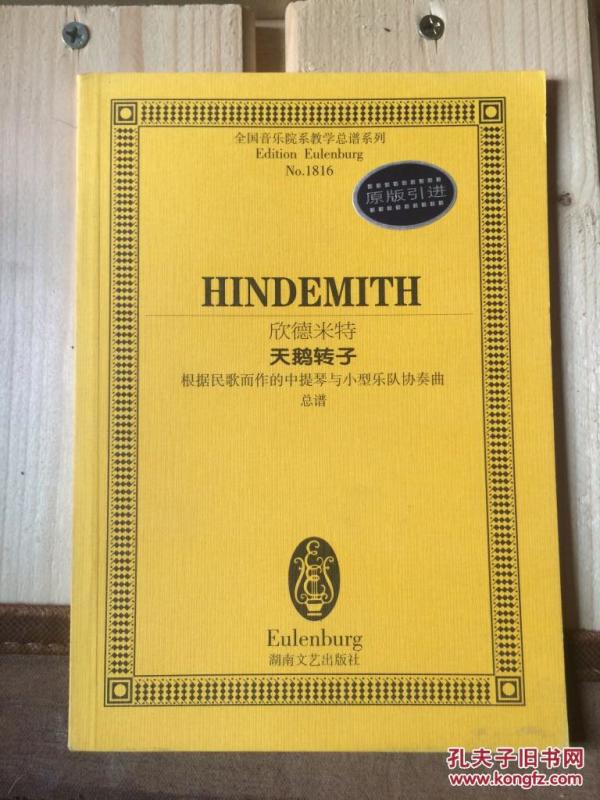 全国音乐院系教学总谱系列
Edition Eulenburg
No.1816
原版引进
HINDEMITH
欣德米特
天鹅转子
根据民歌而作的中提琴与小型乐队协奏曲
总谱
Eulenburg
湖南文艺出版社
孔夫子旧书网
www.kongfz.com